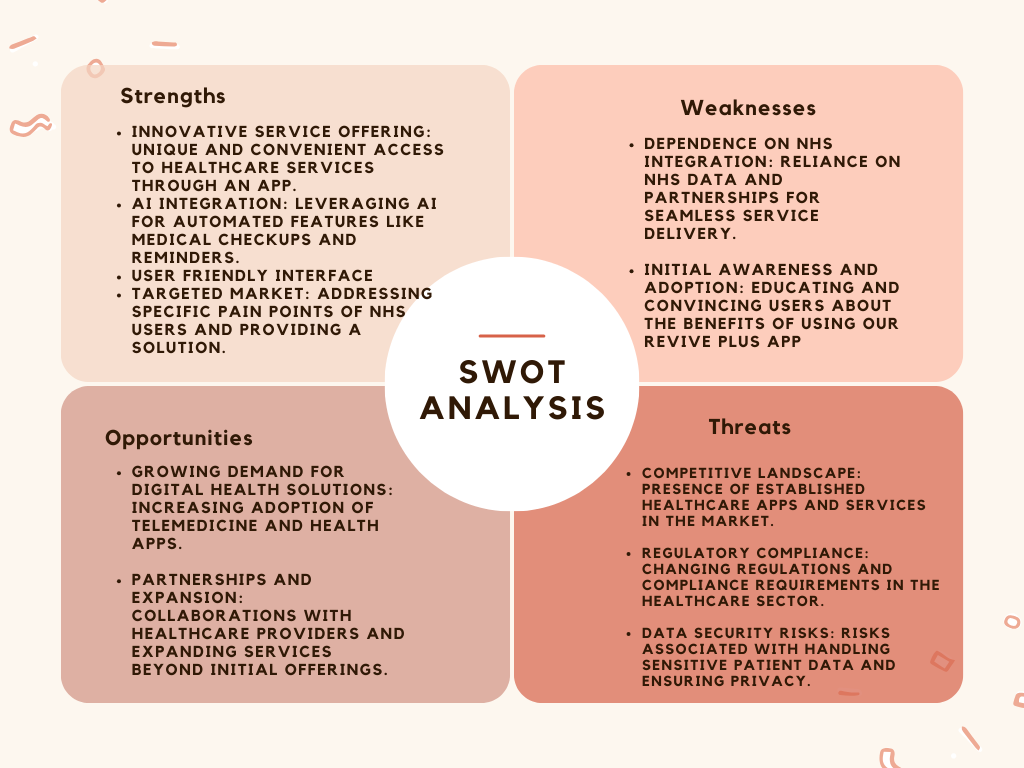 Strengths
• INNOVATIVE SERVICE OFFERING:
UNIQUE AND CONVENIENT ACCESS
TO HEALTHCARE SERVICES
THROUGH AN APP.
• AI INTEGRATION: LEVERAGING AI
FOR AUTOMATED FEATURES LIKE
MEDICAL CHECKUPS AND
REMINDERS.
• USER FRIENDLY INTERFACE
• TARGETED MARKET: ADDRESSING
SPECIFIC PAIN POINTS OF NHS
USERS AND PROVIDING A
SOLUTION.
Weaknesses
• DEPENDENCE ON NHS
INTEGRATION: RELIANCE ON
NHS DATA AND
PARTNERSHIPS FOR
SEAMLESS SERVICE
DELIVERY.
• INITIAL AWARENESS AND
ADOPTION: EDUCATING AND
CONVINCING USERS ABOUT
THE BENEFITS OF USING OUR
REVIVE PLUS APP
SWOT
ANALYSIS
Opportunities
• GROWING DEMAND FOR
DIGITAL HEALTH SOLUTIONS:
INCREASING ADOPTION OF
TELEMEDICINE AND HEALTH
APPS.
• PARTNERSHIPS AND
EXPANSION:
COLLABORATIONS WITH
HEALTHCARE PROVIDERS AND
EXPANDING SERVICES
BEYOND INITIAL OFFERINGS.
Threats
• COMPETITIVE LANDSCAPE:
PRESENCE OF ESTABLISHED
HEALTHCARE APPS AND SERVICES
IN THE MARKET.
• REGULATORY COMPLIANCE:
CHANGING REGULATIONS AND
COMPLIANCE REQUIREMENTS IN THE
HEALTHCARE SECTOR.
• DATA SECURITY RISKS: RISKS
ASSOCIATED WITH HANDLING
SENSITIVE PATIENT DATA AND
ENSURING PRIVACY.